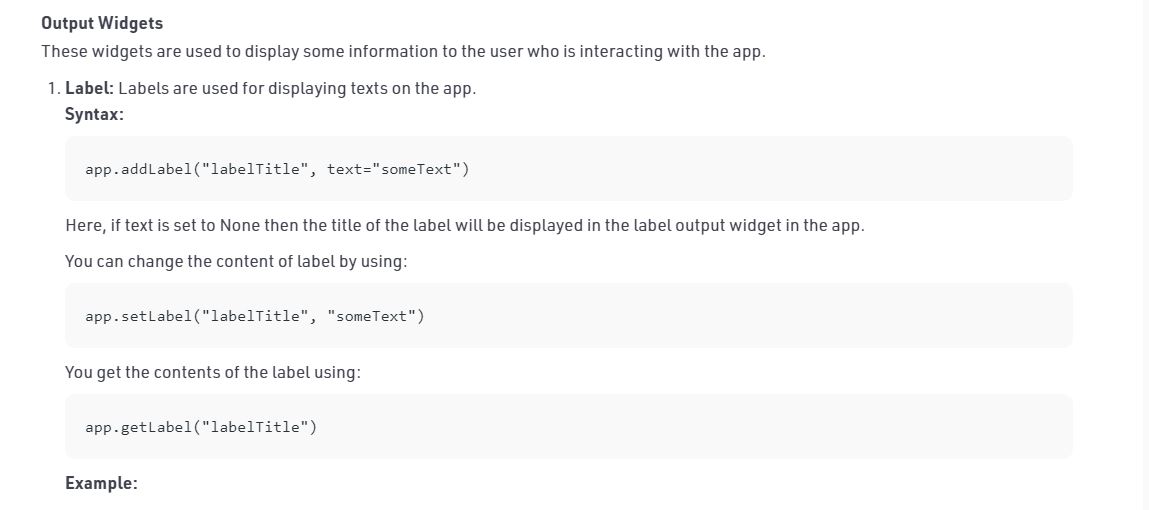 Output Widgets
These widgets are used to display some information to the user who is interacting with the app.
1. Label: Labels are used for displaying texts on the app.
Syntax:
app.addLabel("labelTitle", text="someText")
Here, if text is set to None then the title of the label will be displayed in the label output widget in the app.
You can change the content of label by using:
app.setLabel("labelTitle", "someText")
You get the contents of the label using:
app.getLabel("labelTitle")
Example: